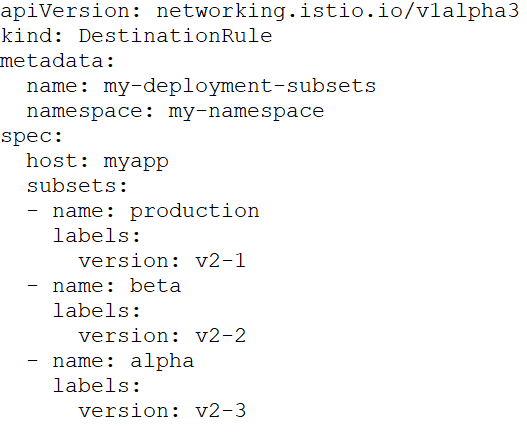 apiVersion: networking.istio.io/v1alpha3
kind: DestinationRule
metadata:
  name: my-deployment-subsets
  namespace: my-namespace
spec:
  host: myapp
  subsets:
  - name: production
    labels:
      version: v2-1
  - name: beta
    labels:
      version: v2-2
  - name: alpha
    labels:
      version: v2-3